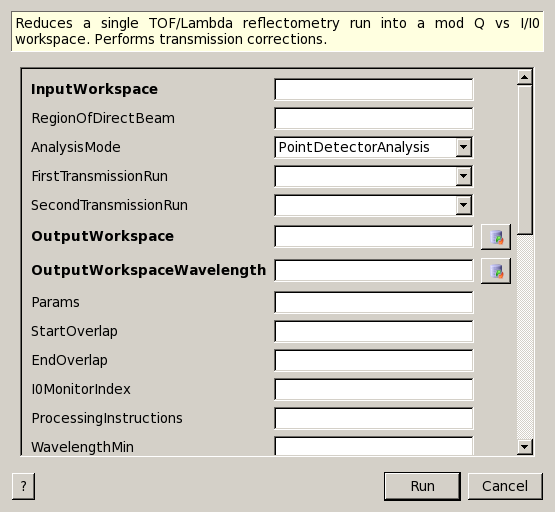 Reduces a single TOF/Lambda reflectometry run into a mod Q vs I/I0
workspace. Performs transmission corrections.
InputWorkspace
RegionOfDirectBeam
AnalysisMode PointDetectorAnalysis
FirstTransmissionRun
SecondTransmissionRun
OutputWorkspace
OutputWorkspaceWavelength
Params
StartOverlap
EndOverlap
I0MonitorIndex
ProcessingInstructions
WavelengthMin
? Run Cancel